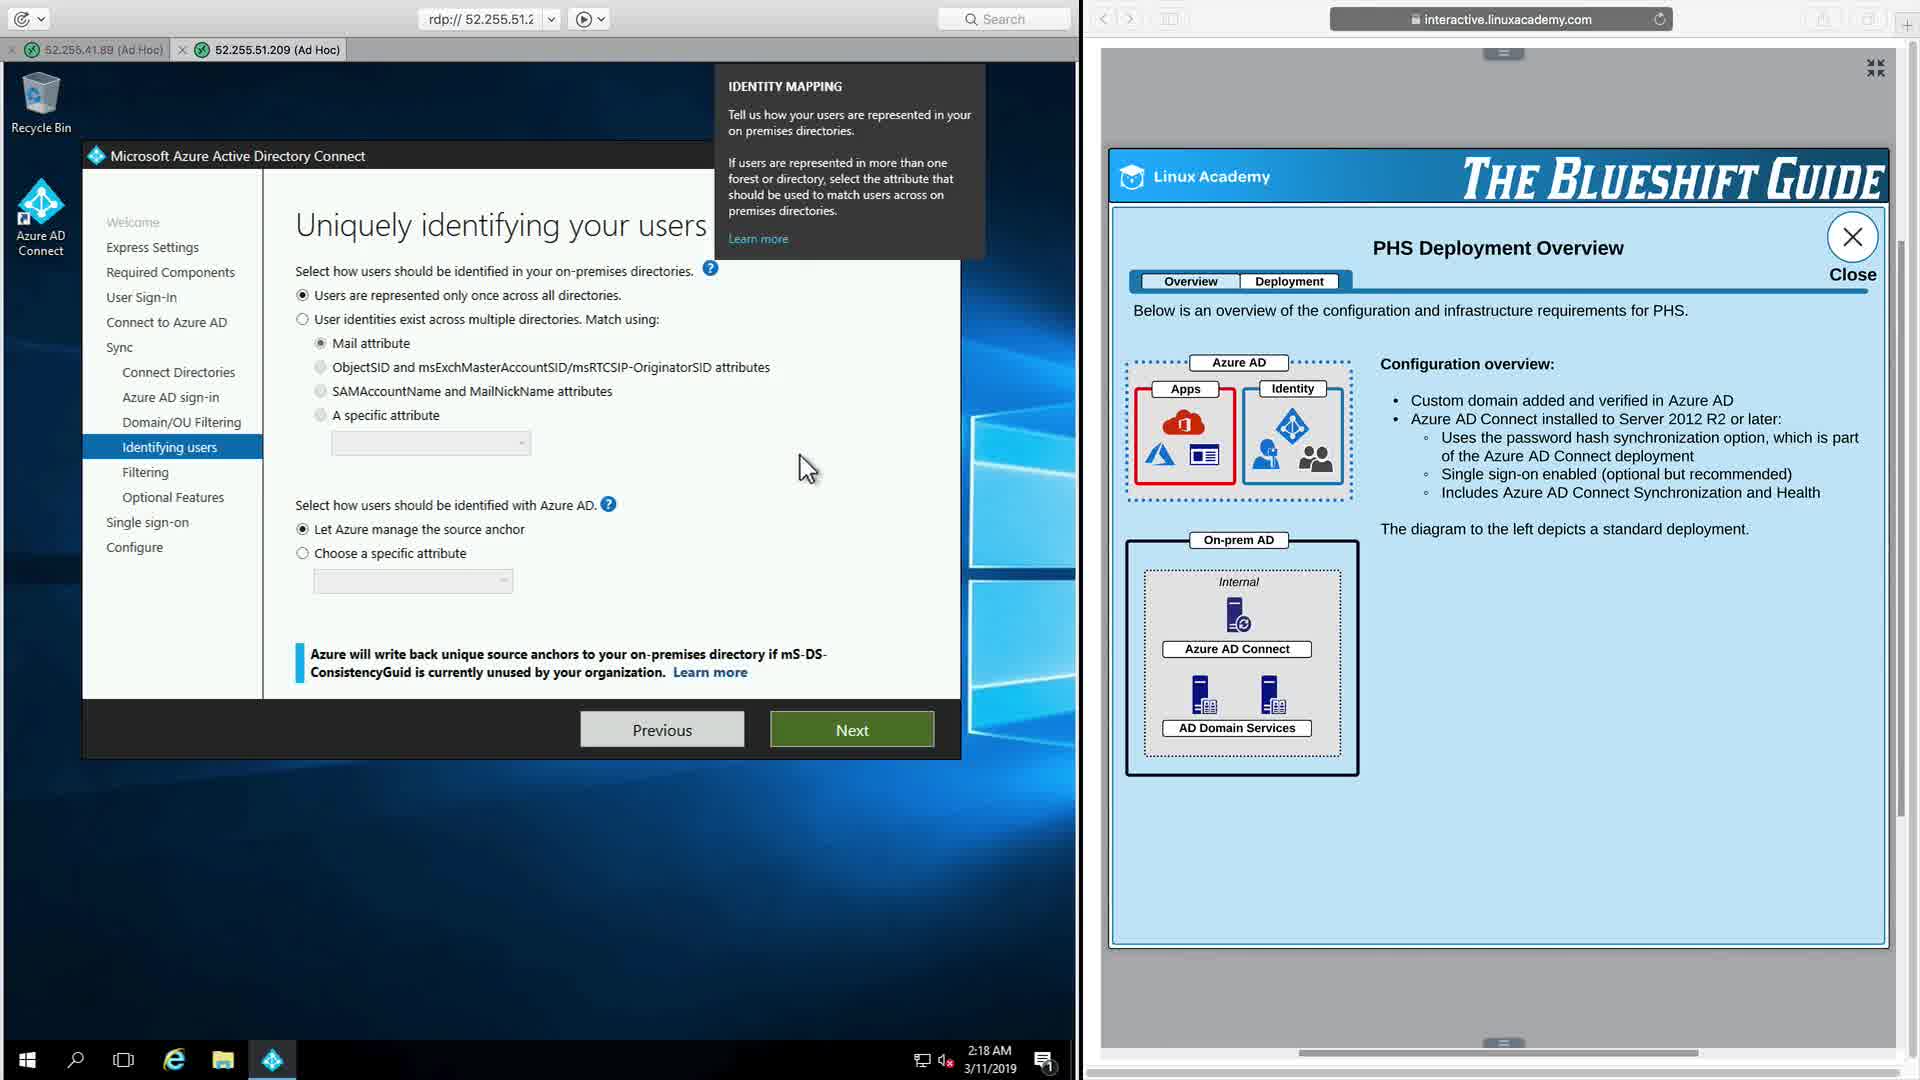 rdp:// 52.255.51.2
Search
52.255.41.89 (Ad Hoc)
52.255.51.209 (Ad Hoc)
Recycle Bin
Azure AD
Connect
Microsoft Azure Active Directory Connect
IDENTITY MAPPING
Tell us how your users are represented in your
on premises directories.
If users are represented in more than one
forest or directory, select the attribute that
should be used to match users across on
premises directories.
Learn more
Welcome
Express Settings
Required Components
User Sign-In
Connect to Azure AD
Sync
Connect Directories
Azure AD sign-in
Domain/OU Filtering
Identifying users
Filtering
Optional Features
Single sign-on
Configure
Uniquely identifying your users
Select how users should be identified in your on-premises directories. ?
Users are represented only once across all directories.
User identities exist across multiple directories. Match using:
Mail attribute
ObjectSID and msExchMasterAccountSID/msRTCSIP-OriginatorSID attributes
SAMAccountName and MailNickName attributes
A specific attribute
Select how users should be identified with Azure AD. ?
Let Azure manage the source anchor
Choose a specific attribute
Azure will write back unique source anchors to your on-premises directory if mS-DS-
ConsistencyGuid is currently unused by your organization. Learn more
Previous
Next
2:18 AM
3/11/2019
1
interactive.linuxacademy.com
Linux Academy
THE BLUESHIFT GUIDE
PHS Deployment Overview
Close
Overview
Deployment
Below is an overview of the configuration and infrastructure requirements for PHS.
Azure AD
Apps
Identity
On-prem AD
Internal
Azure AD Connect
AD Domain Services
Configuration overview:
• Custom domain added and verified in Azure AD
• Azure AD Connect installed to Server 2012 R2 or later:
◦ Uses the password hash synchronization option, which is part
of the Azure AD Connect deployment
◦ Single sign-on enabled (optional but recommended)
◦ Includes Azure AD Connect Synchronization and Health
The diagram to the left depicts a standard deployment.